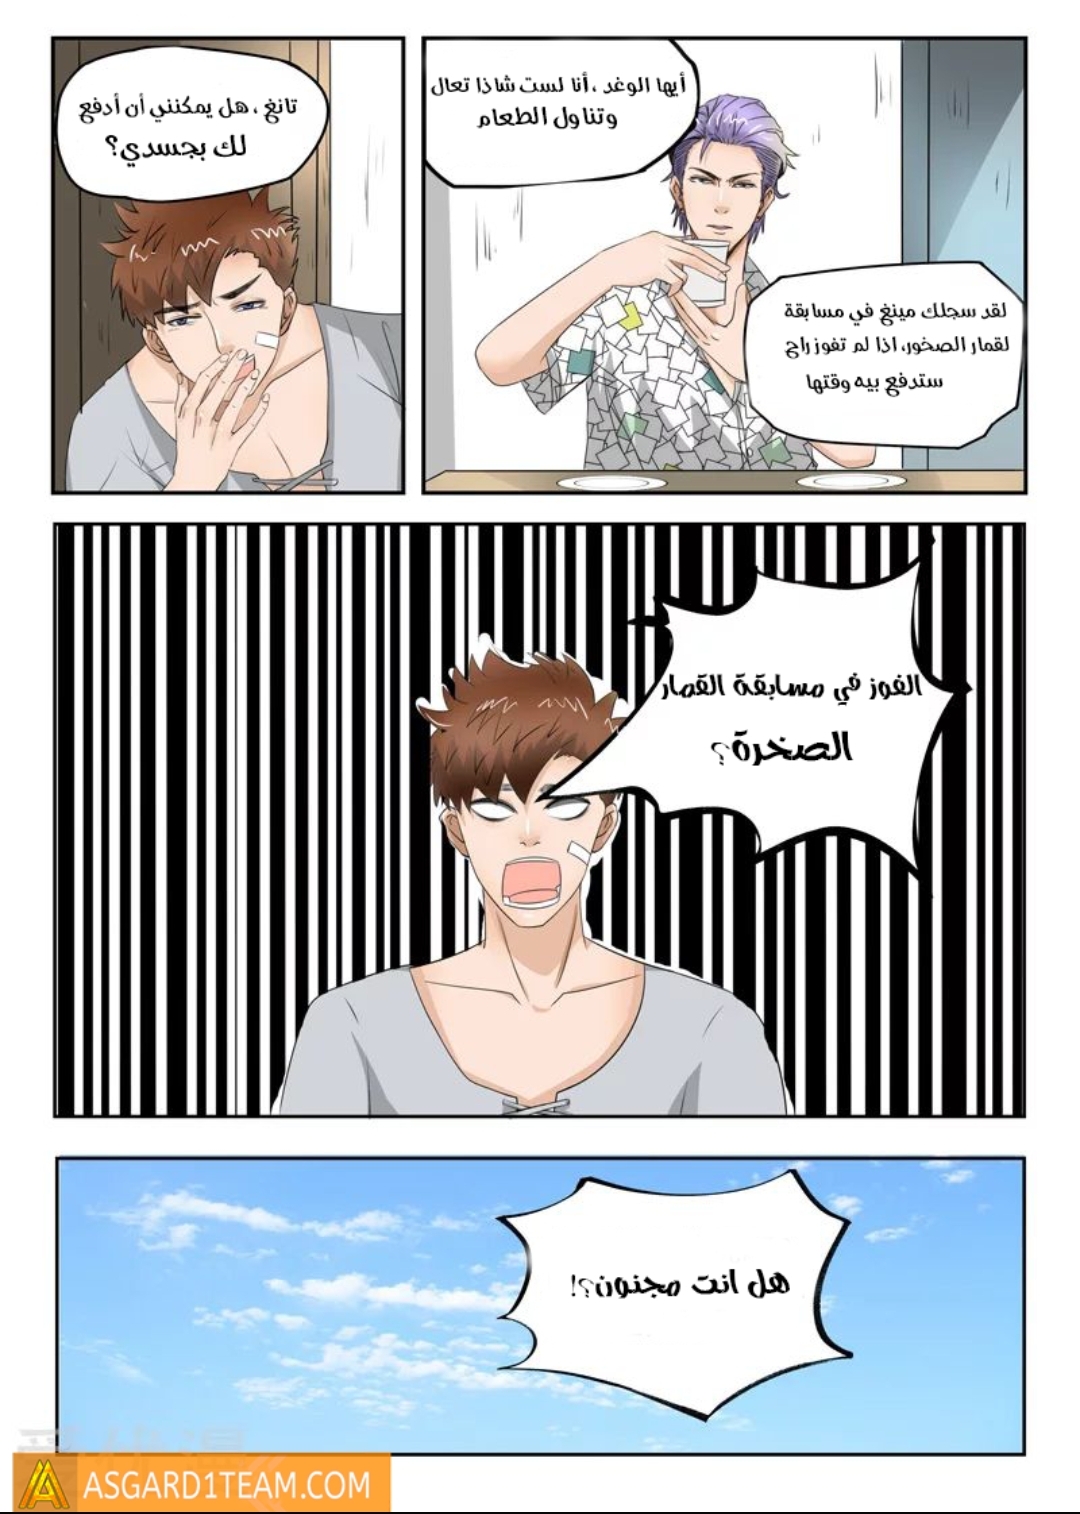 أيها الوغد ،أنا لست شاذا تعال
وتناول الطعام
لقد سجلك مينغ في مسابقة
لقمار الصخور، اذا لم تفوز راح
ستدفع بيه وقتها
تانغ ، هل يمكنني أن أدفع
لك بجسدي؟
الفوز في مسابقة القمار
الصخرة؟
هل انت مجنون؟!
ASGARD1TEAM.COM